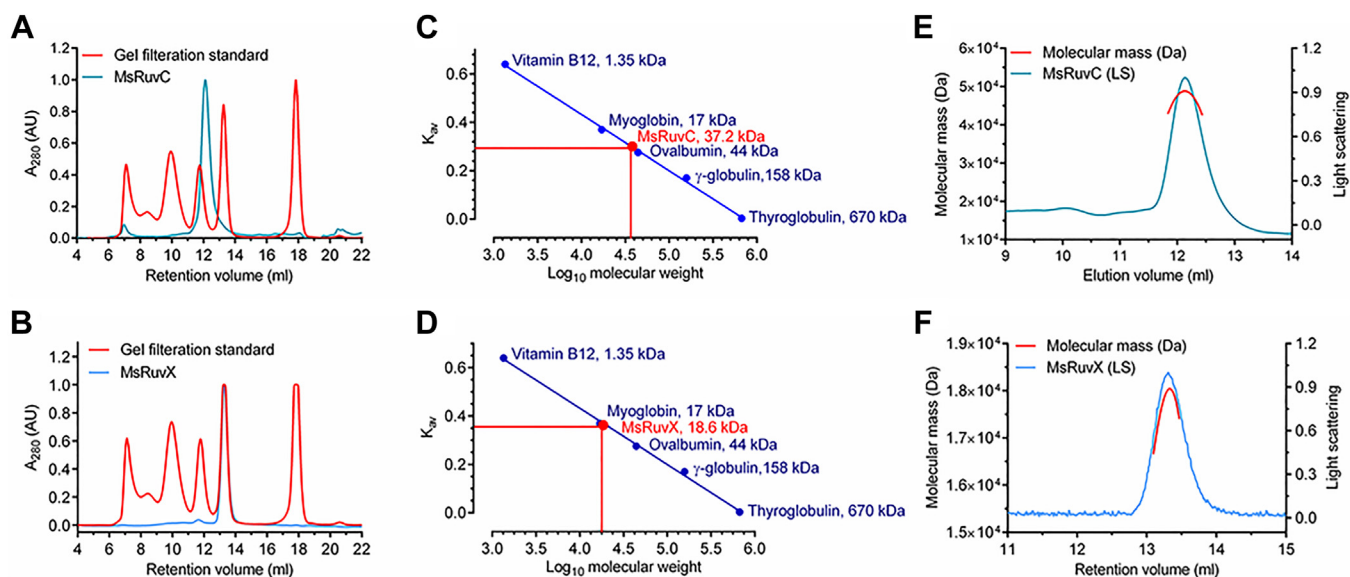 A
Gel filteration standard
MsRuvC
A280 (AU)
1.2
1.0
0.8
0.6
0.4
0.2
0.0
4 6 8 10 12 14 16 18 20 22
Retention volume (ml)
C
Kav
0.6
0.4
0.2
0.0
Vitamin B12, 1.35 kDa
Myoglobin, 17 kDa
MsRuvC, 37.2 kDa
Ovalbumin, 44 kDa
γ-globulin,158 kDa
Thyroglobulin, 670 kDa
3.0 3.5 4.0 4.5 5.0 5.5 6.0
Log10 molecular weight
E
Molecular mass (Da)
MsRuvC (LS)
Molecular mass (Da)
6×10⁴
5×10⁴
4×10⁴
3×10⁴
2×10⁴
1×10⁴
Light scattering
1.2
0.9
0.6
0.3
0.0
9 10 11 12 13 14
Elution volume (ml)
B
Gel filteration standard
MsRuvX
A280 (AU)
1.2
1.0
0.8
0.6
0.4
0.2
0.0
4 6 8 10 12 14 16 18 20 22
Retention volume (ml)
D
Kav
0.6
0.4
0.2
0.0
Vitamin B12, 1.35 kDa
Myoglobin, 17 kDa
MsRuvX, 18.6 kDa
Ovalbumin, 44 kDa
γ-globulin,158 kDa
Thyroglobulin, 670 kDa
3.0 3.5 4.0 4.5 5.0 5.5 6.0
Log10 molecular weight
F
Molecular mass (Da)
MsRuvX (LS)
Molecular mass (Da)
1.9×10⁴
1.8×10⁴
1.7×10⁴
1.6×10⁴
1.5×10⁴
Light scattering
1.2
0.9
0.6
0.3
0.0
11 12 13 14 15
Retention volume (ml)